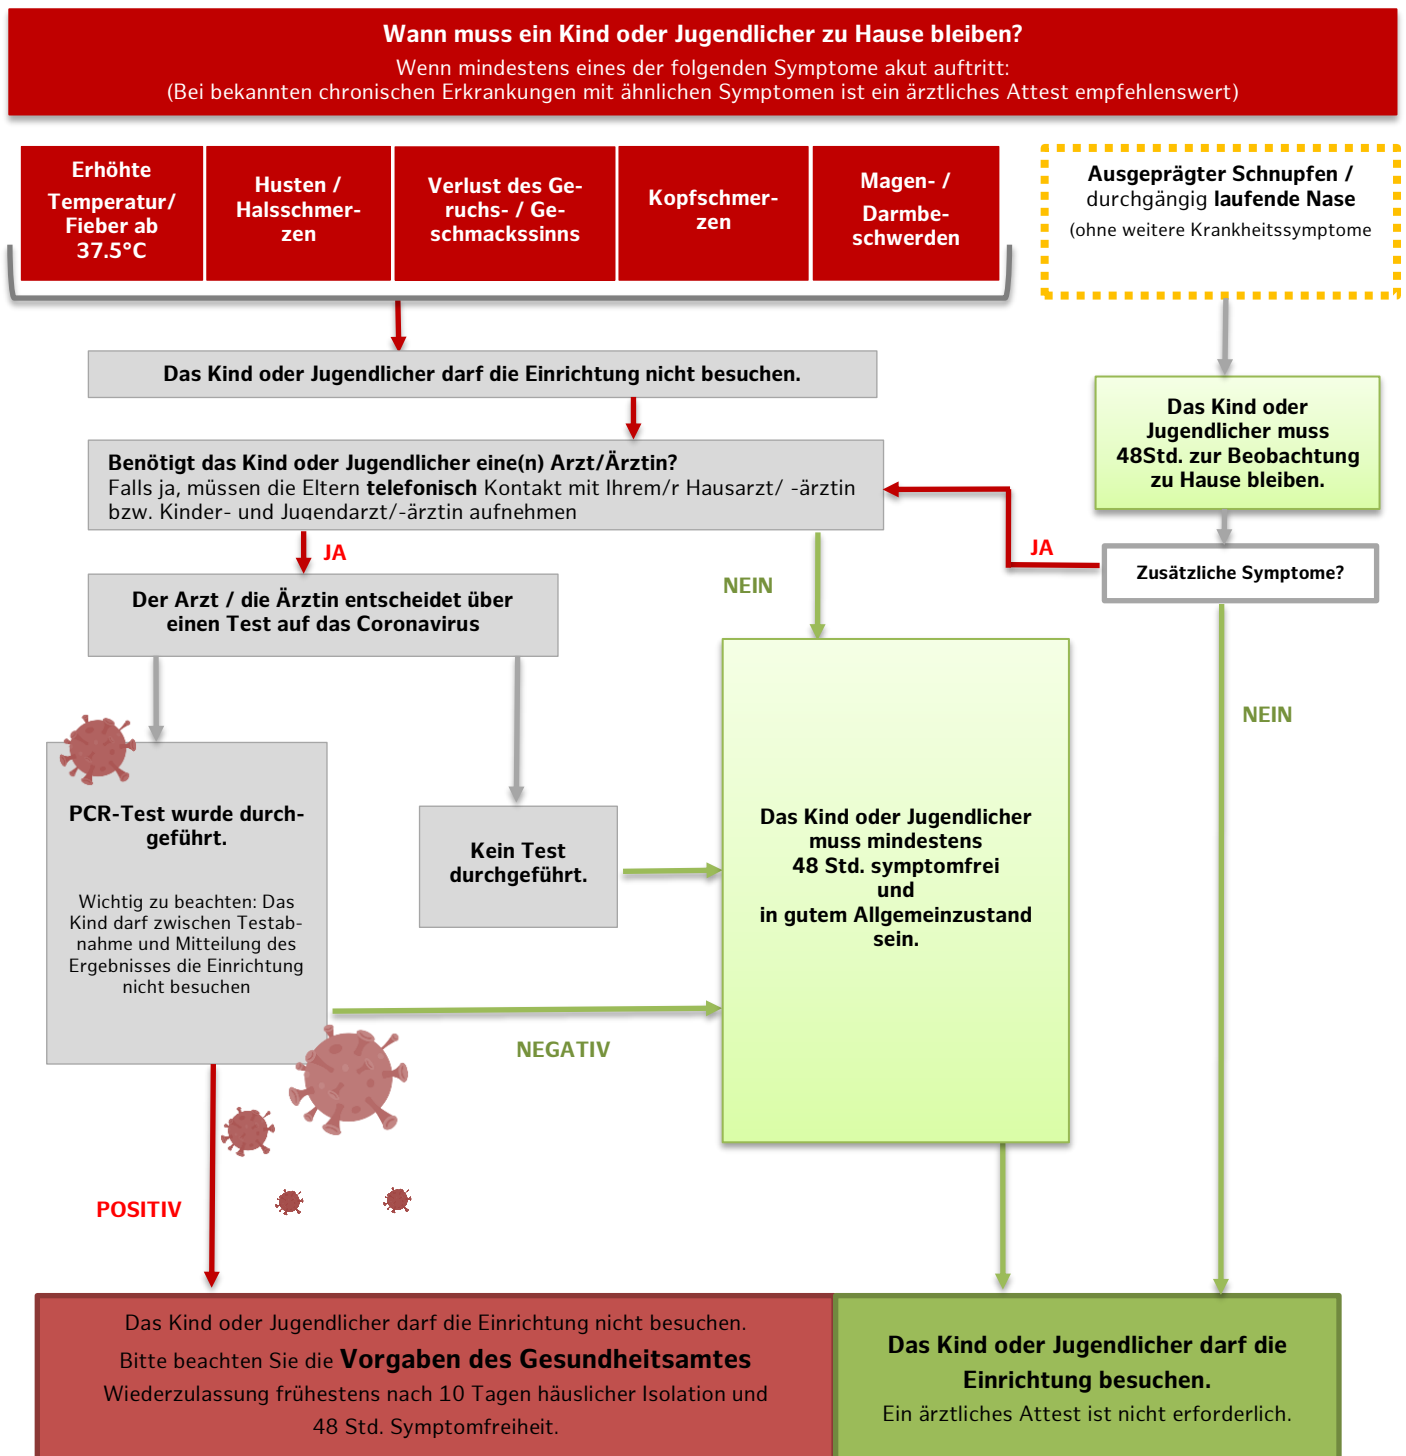 Wann muss ein Kind oder Jugendlicher zu Hause bleiben?
Wenn mindestens eines der folgenden Symptome akut auftritt:
(Bei bekannten chronischen Erkrankungen mit ähnlichen Symptomen ist ein ärztliches Attest empfehlenswert)
Erhöhte
Temperatur/
Fieber ab
37.5°C
Husten /
Halsschmer-
zen
Verlust des Ge-
ruchs- / Ge-
schmackssinns
Kopfschmer-
zen
Magen- /
Darmbe-
schwerden
Ausgeprägter Schnupfen /
durchgängig laufende Nase
(ohne weitere Krankheitssymptome
Das Kind oder Jugendlicher darf die Einrichtung nicht besuchen.
Das Kind oder
Jugendlicher muss
48Std. zur Beobachtung
zu Hause bleiben.
Benötigt das Kind oder Jugendlicher eine(n) Arzt/Ärztin?
Falls ja, müssen die Eltern telefonisch Kontakt mit Ihrem/r Hausarzt/ -ärztin
bzw. Kinder- und Jugendarzt/-ärztin aufnehmen
JA
JA
Zusätzliche Symptome?
NEIN
Der Arzt / die Ärztin entscheidet über
einen Test auf das Coronavirus
NEIN
PCR-Test wurde durch-
geführt.
Wichtig zu beachten: Das
Kind darf zwischen Testab-
nahme und Mitteilung des
Ergebnisses die Einrichtung
nicht besuchen
Kein Test
durchgeführt.
Das Kind oder Jugendlicher
muss mindestens
48 Std. symptomfrei
und
in gutem Allgemeinzustand
sein.
NEGATIV
POSITIV
Das Kind oder Jugendlicher darf die Einrichtung nicht besuchen.
Bitte beachten Sie die Vorgaben des Gesundheitsamtes
Wiederzulassung frühestens nach 10 Tagen häuslicher Isolation und
48 Std. Symptomfreiheit.
Das Kind oder Jugendlicher darf die
Einrichtung besuchen.
Ein ärztliches Attest ist nicht erforderlich.